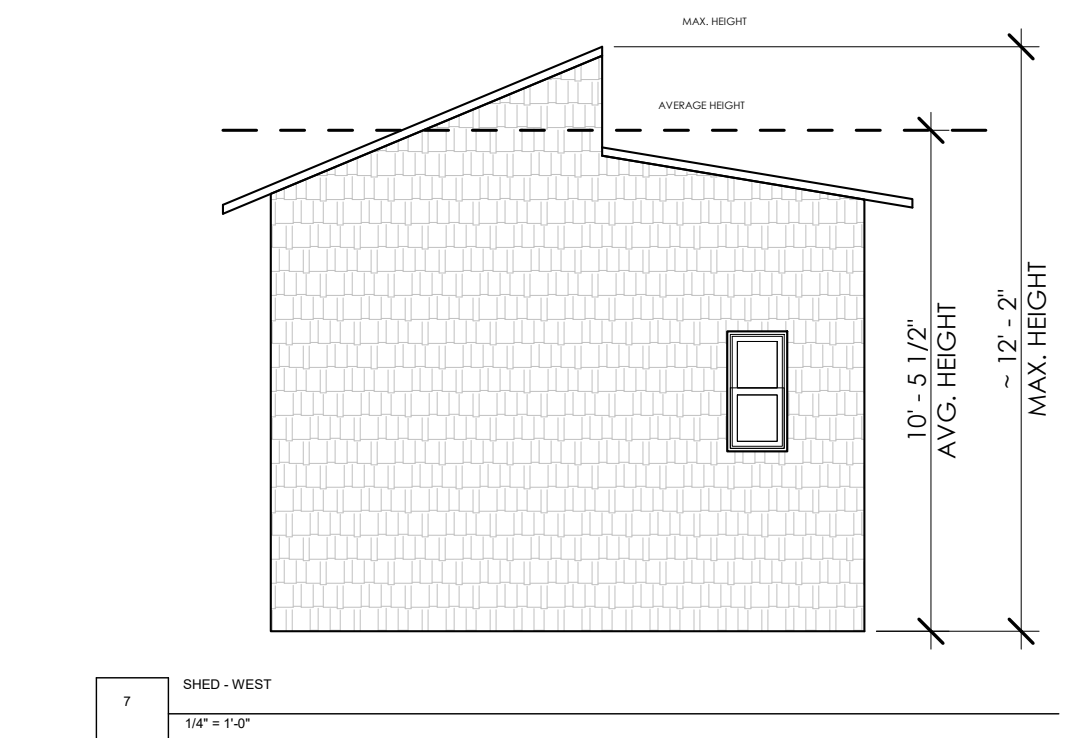 MAX. HEIGHT
AVERAGE HEIGHT
10' - 5 1/2"
AVG. HEIGHT
~ 12' - 2"
MAX. HEIGHT
7
SHED - WEST
1/4" = 1'-0"